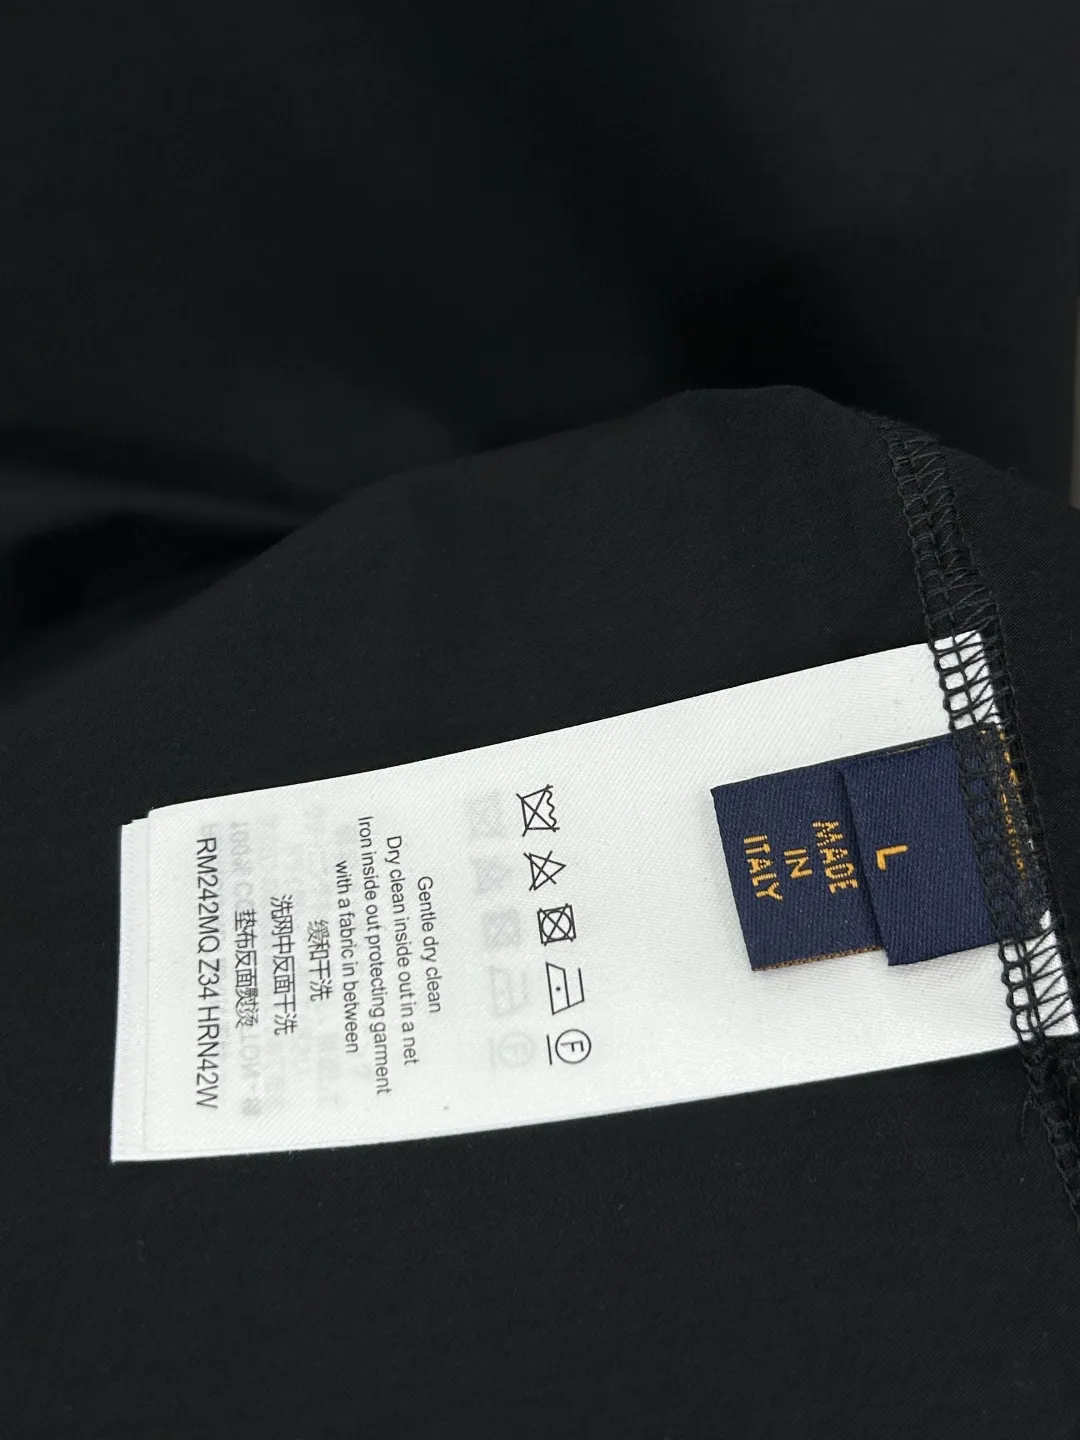 Gentle dry clean
Dry clean inside out in a net
Iron inside out protecting garment
with a fabric in between
缓和干洗
洗网中反面干洗
垫布反面熨烫
RM242MQ Z34 HRN42W
F
L
MADE
IN
ITALY